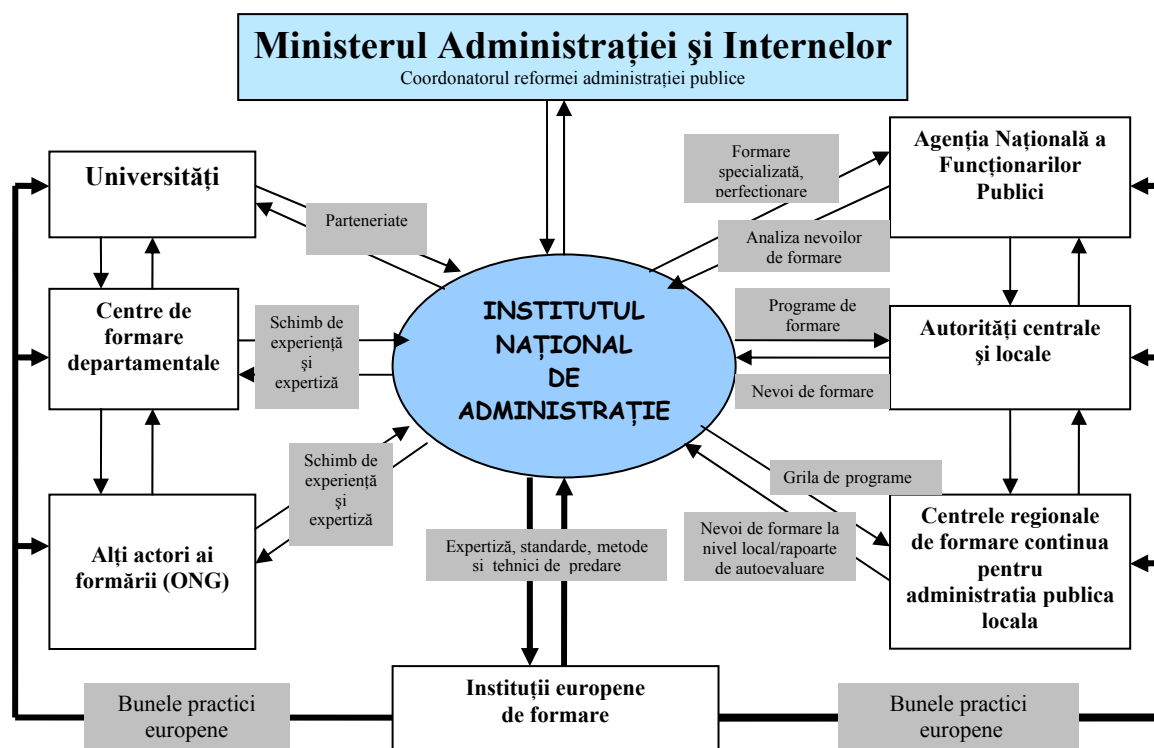 Ministerul Administrației şi Internelor
Coordonatorul reformei administrației publice
Universități
Parteneriate
Formare
specializată,
perfectionare
Agenția Națională a
Funcționarilor
Publici
Analiza nevoilor
de formare
Centre de
formare
departamentale
Schimb de
experiență
şi
expertiză
INSTITUTUL
NAȚIONAL
DE
ADMINISTRAȚIE
Programe de
formare
Nevoi de formare
Autorități centrale
şi locale
Alți actori ai
formării (ONG)
Schimb de
experiență
şi
expertiză
Expertiză, standarde, metode
si tehnici de predare
Grila de programe
Nevoi de formare la
nivel local/rapoarte
de autoevaluare
Centrele regionale
de formare continua
pentru
administratia publica
locala
Bunele practici
europene
Instituții europene
de formare
Bunele practici
europene